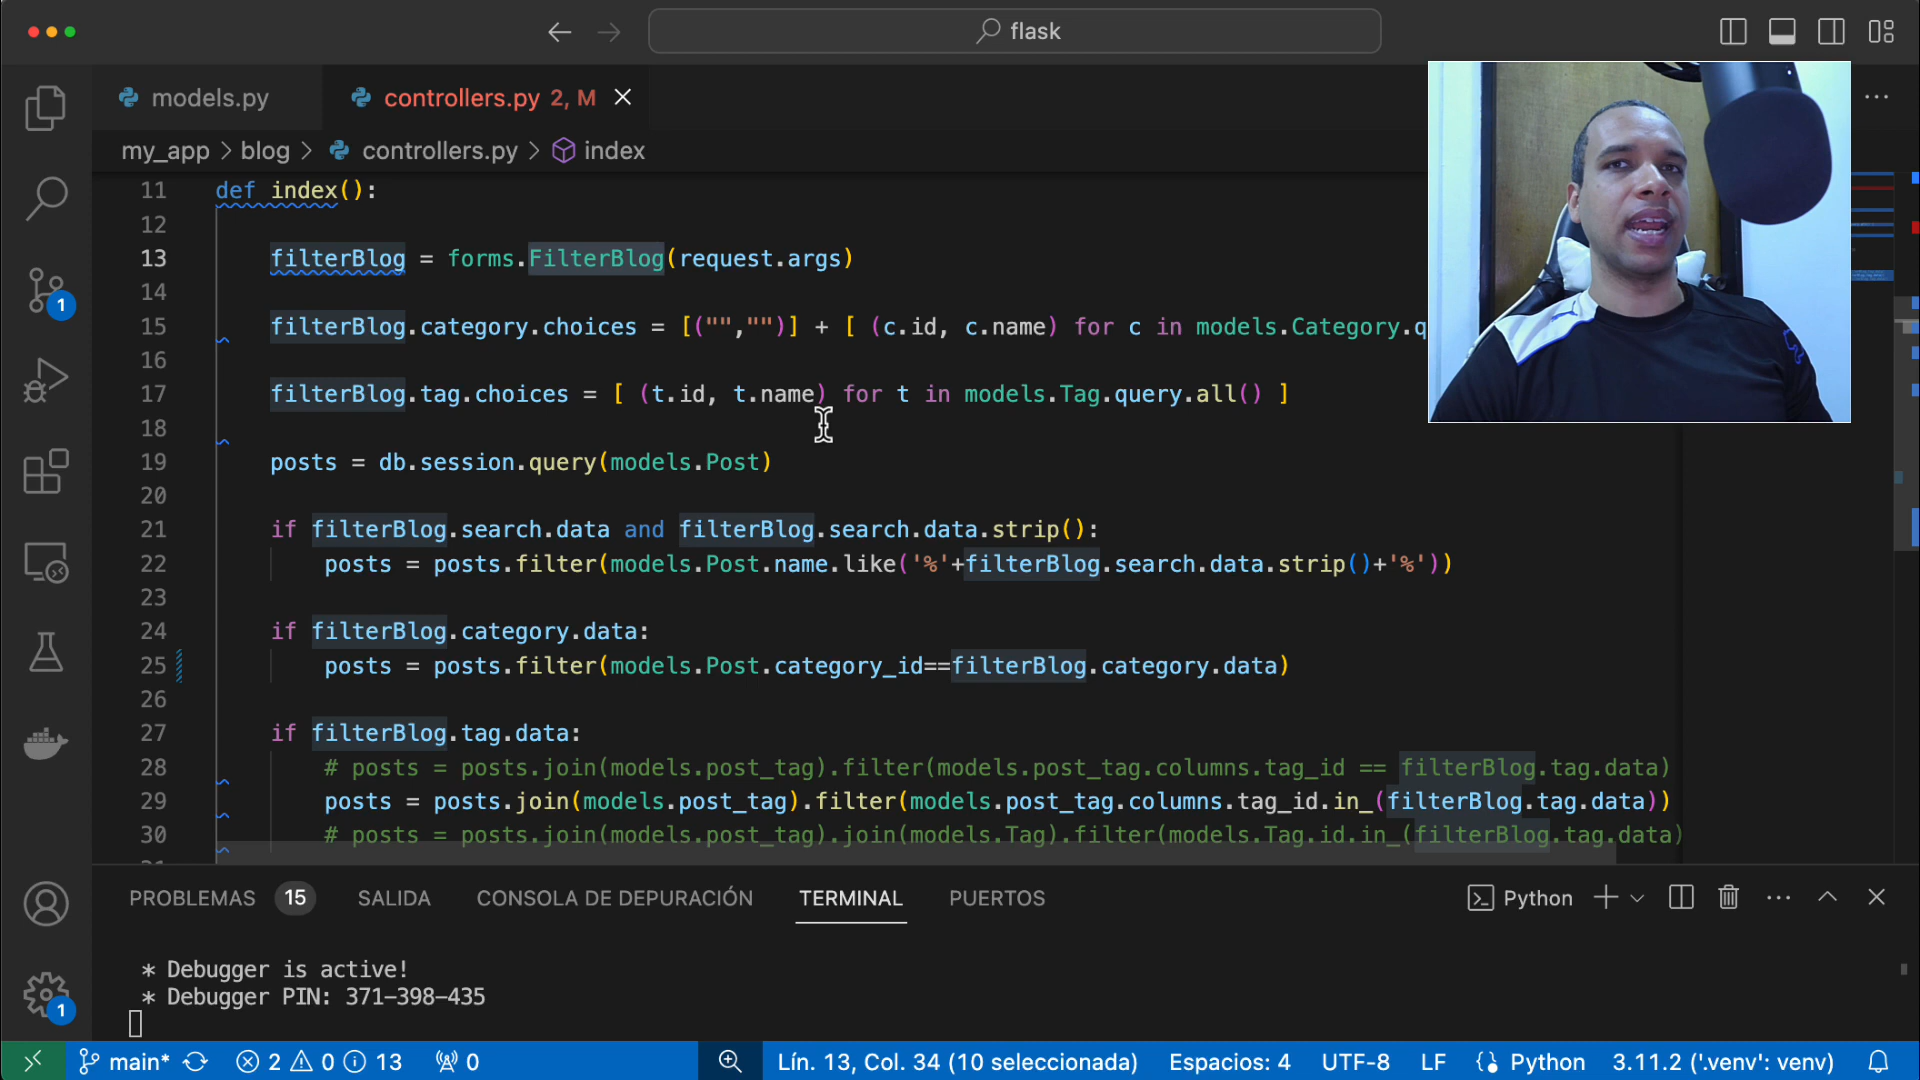 flask
models.py
controllers.py 2, M
my_app > blog > controllers.py > index
11 def index():
12
13 filterBlog = forms.FilterBlog(request.args)
14
15 filterBlog.category.choices = [("","")] + [ (c.id, c.name) for c in models.Category.q
16
17 filterBlog.tag.choices = [ (t.id, t.name) for t in models.Tag.query.all() ]
18
19 posts = db.session.query(models.Post)
20
21 if filterBlog.search.data and filterBlog.search.data.strip():
22 posts = posts.filter(models.Post.name.like('%'+filterBlog.search.data.strip()+'%'))
23
24 if filterBlog.category.data:
25 posts = posts.filter(models.Post.category_id==filterBlog.category.data)
26
27 if filterBlog.tag.data:
28 # posts = posts.join(models.post_tag).filter(models.post_tag.columns.tag_id == filterBlog.tag.data)
29 posts = posts.join(models.post_tag).filter(models.post_tag.columns.tag_id.in_(filterBlog.tag.data))
30 # posts = posts.join(models.post_tag).join(models.Tag).filter(models.Tag.id.in_(filterBlog.tag.data)
PROBLEMAS 15 SALIDA CONSOLA DE DEPURACIÓN TERMINAL PUERTOS Python
* Debugger is active!
* Debugger PIN: 371-398-435
1
1
main* 2 0 13 0 Lín. 13, Col. 34 (10 seleccionada) Espacios: 4 UTF-8 LF Python 3.11.2 ('.venv': venv)